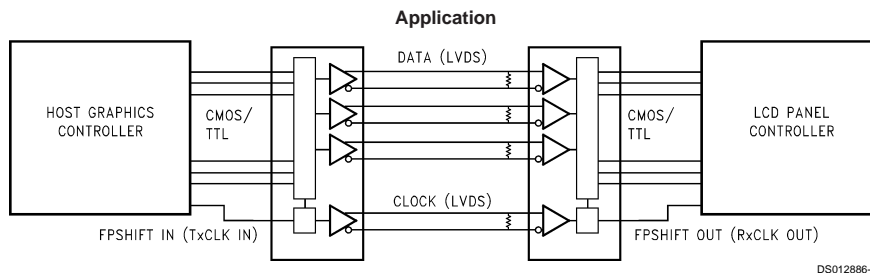 Application
DATA (LVDS)
HOST GRAPHICS
CONTROLLER
CMOS/
TTL
CMOS/
TTL
LCD PANEL
CONTROLLER
CLOCK (LVDS)
FPSHIFT IN (TxCLK IN)
FPSHIFT OUT (RxCLK OUT)
DS012886-